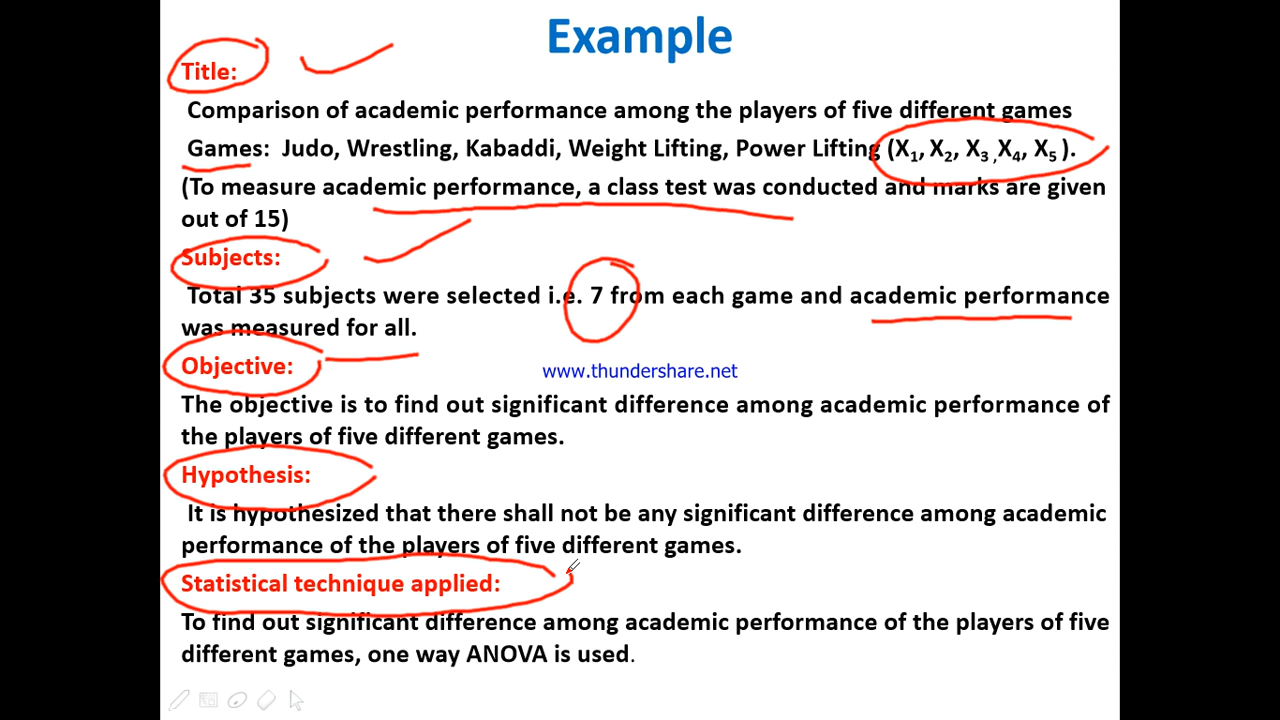 Example
Title:
Comparison of academic performance among the players of five different games
Games: Judo, Wrestling, Kabaddi, Weight Lifting, Power Lifting (X₁, X₂, X₃ , X₄, X₅ ).
(To measure academic performance, a class test was conducted and marks are given
out of 15)
Subjects:
Total 35 subjects were selected i.e. 7 from each game and academic performance
was measured for all.
Objective:
www.thundershare.net
The objective is to find out significant difference among academic performance of
the players of five different games.
Hypothesis:
It is hypothesized that there shall not be any significant difference among academic
performance of the players of five different games.
Statistical technique applied:
To find out significant difference among academic performance of the players of five
different games, one way ANOVA is used.